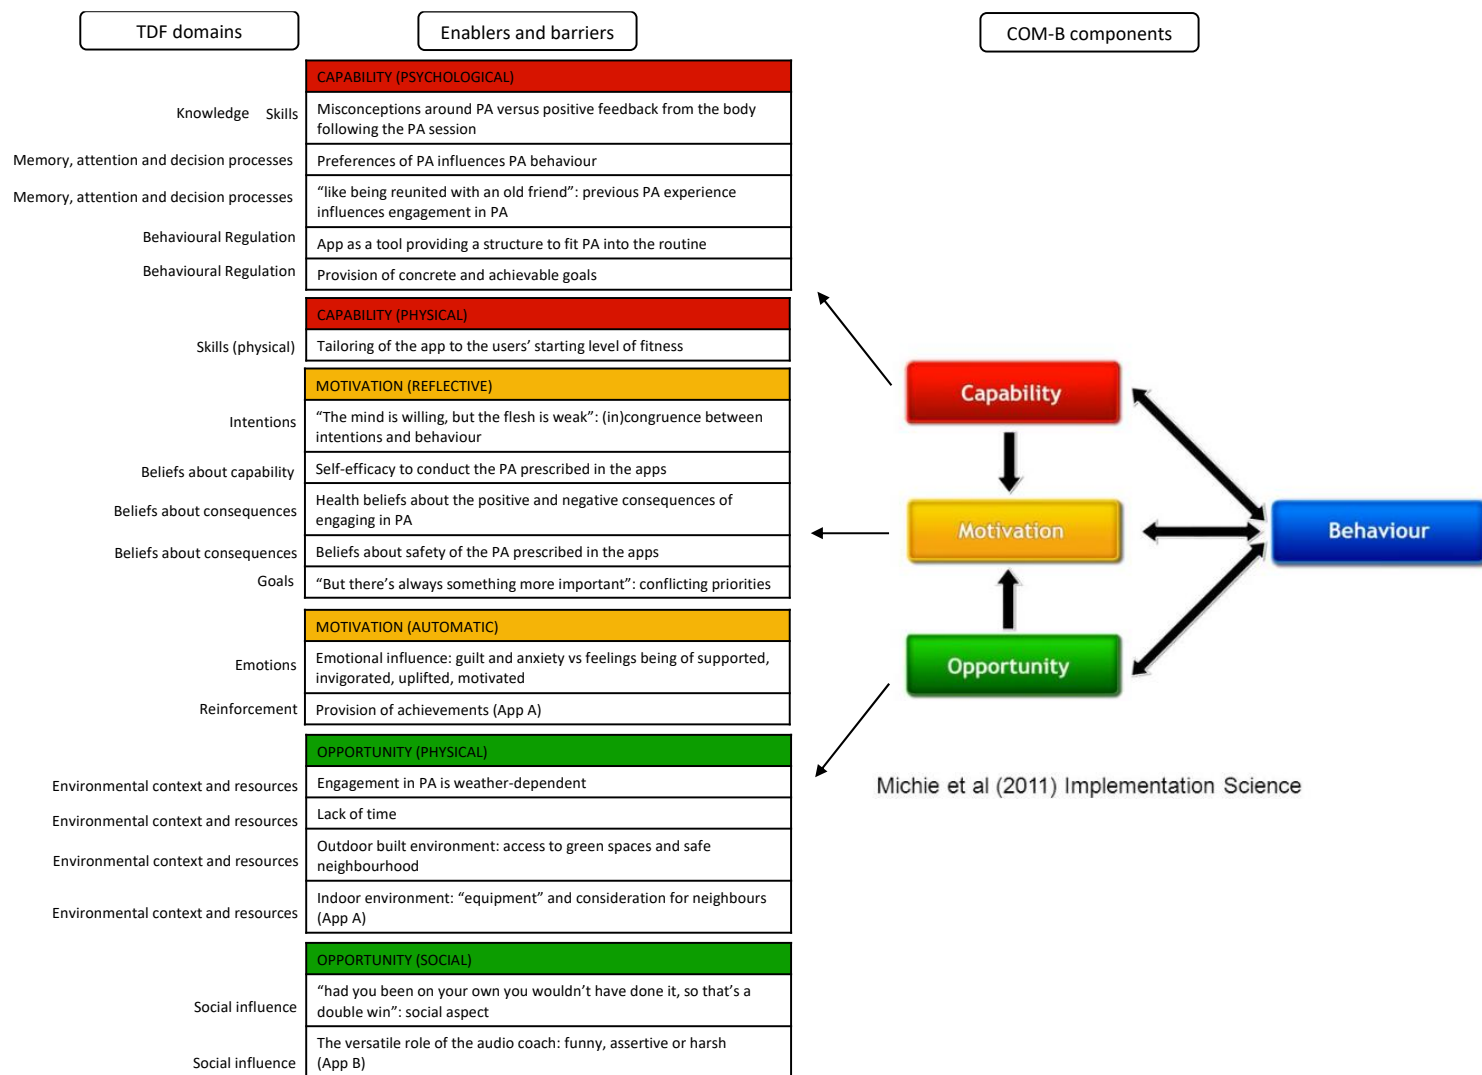 TDF domains
Enablers and barriers
COM-B components
CAPABILITY (PSYCHOLOGICAL)
Knowledge Skills
Misconceptions around PA versus positive feedback from the body
following the PA session
Memory, attention and decision processes
Preferences of PA influences PA behaviour
Memory, attention and decision processes
“like being reunited with an old friend”: previous PA experience
influences engagement in PA
Behavioural Regulation
App as a tool providing a structure to fit PA into the routine
Behavioural Regulation
Provision of concrete and achievable goals
CAPABILITY (PHYSICAL)
Skills (physical)
Tailoring of the app to the users’ starting level of fitness
MOTIVATION (REFLECTIVE)
Intentions
“The mind is willing, but the flesh is weak”: (in)congruence between
intentions and behaviour
Beliefs about capability
Self-efficacy to conduct the PA prescribed in the apps
Beliefs about consequences
Health beliefs about the positive and negative consequences of
engaging in PA
Beliefs about consequences
Beliefs about safety of the PA prescribed in the apps
Goals
“But there’s always something more important”: conflicting priorities
MOTIVATION (AUTOMATIC)
Emotions
Emotional influence: guilt and anxiety vs feelings being of supported,
invigorated, uplifted, motivated
Reinforcement
Provision of achievements (App A)
OPPORTUNITY (PHYSICAL)
Environmental context and resources
Engagement in PA is weather-dependent
Environmental context and resources
Lack of time
Environmental context and resources
Outdoor built environment: access to green spaces and safe
neighbourhood
Environmental context and resources
Indoor environment: “equipment” and consideration for neighbours
(App A)
OPPORTUNITY (SOCIAL)
Social influence
“had you been on your own you wouldn’t have done it, so that’s a
double win”: social aspect
Social influence
The versatile role of the audio coach: funny, assertive or harsh
(App B)
Capability
Motivation
Behaviour
Opportunity
Michie et al (2011) Implementation Science